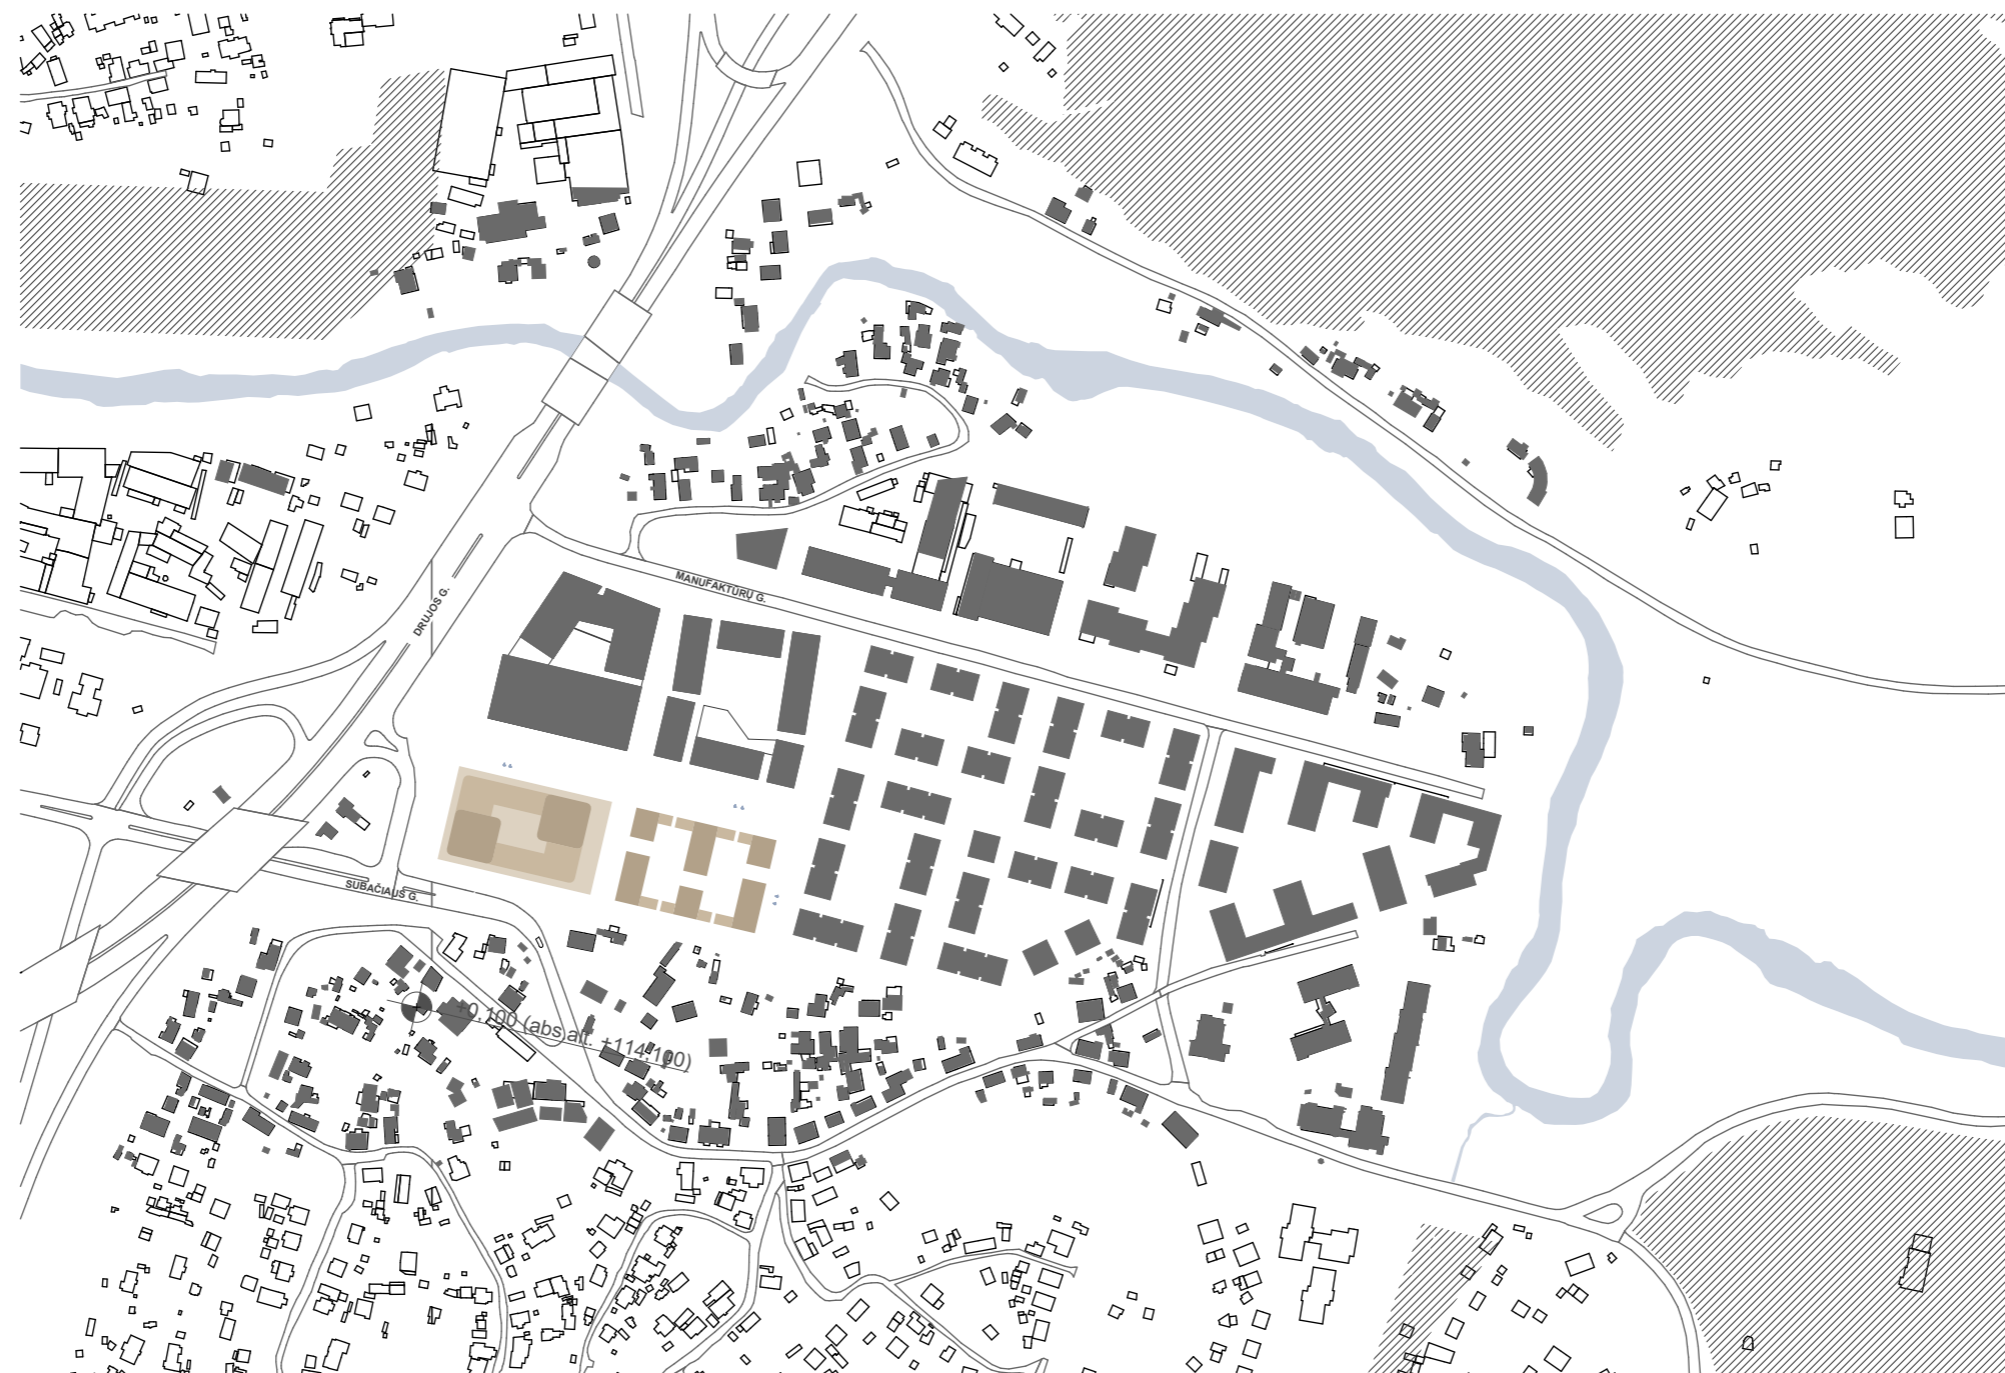 MANUFAKTŪRŲ G.
DRUJOS G.
SUBAČIAUS G.
+0,100 (abs.alt. +114,100)